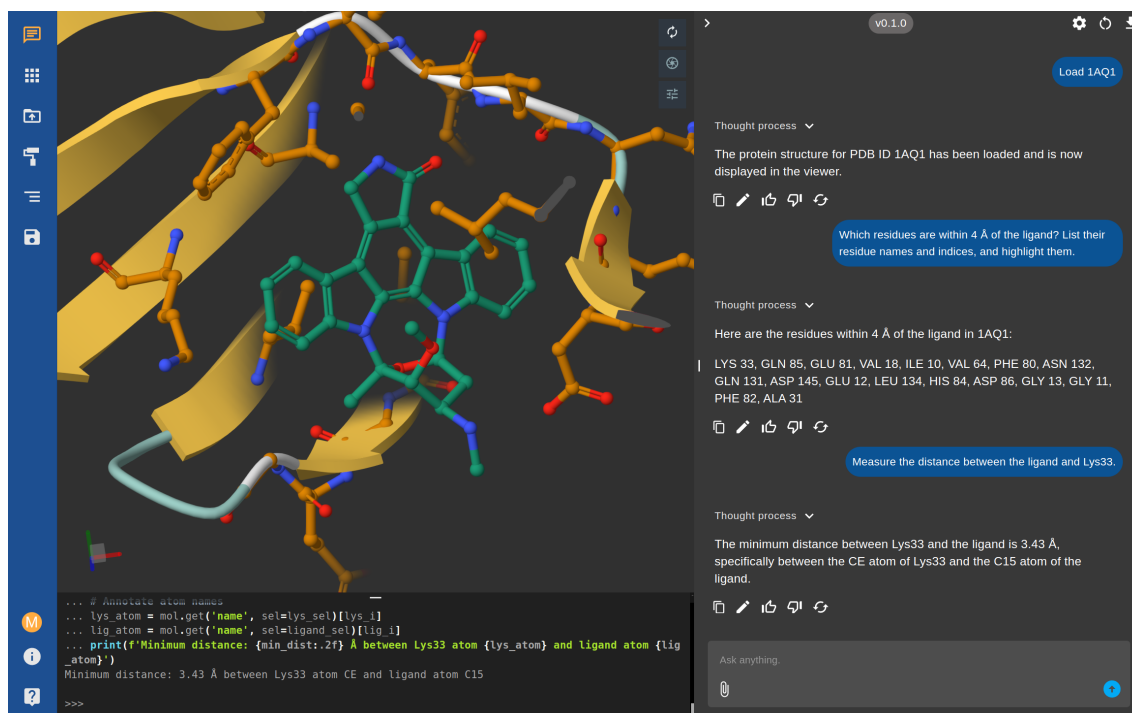 v0.1.0
Load 1AQ1
Thought process
The protein structure for PDB ID 1AQ1 has been loaded and is now
displayed in the viewer.
Which residues are within 4 Å of the ligand? List their
residue names and indices, and highlight them.
Thought process
Here are the residues within 4 Å of the ligand in 1AQ1:
LYS 33, GLN 85, GLU 81, VAL 18, ILE 10, VAL 64, PHE 80, ASN 132,
GLN 131, ASP 145, GLU 12, LEU 134, HIS 84, ASP 86, GLY 13, GLY 11,
PHE 82, ALA 31
Measure the distance between the ligand and Lys33.
Thought process
The minimum distance between Lys33 and the ligand is 3.43 Å,
specifically between the CE atom of Lys33 and the C15 atom of the
ligand.
Ask anything.
M
... # Annotate atom names
... lys_atom = mol.get('name', sel=lys_sel)[lys_i]
... lig_atom = mol.get('name', sel=ligand_sel)[lig_i]
... print(f'Minimum distance: {min_dist:.2f} Å between Lys33 atom {lys_atom} and ligand atom {lig
_atom}')
Minimum distance: 3.43 Å between Lys33 atom CE and ligand atom C15
>>>